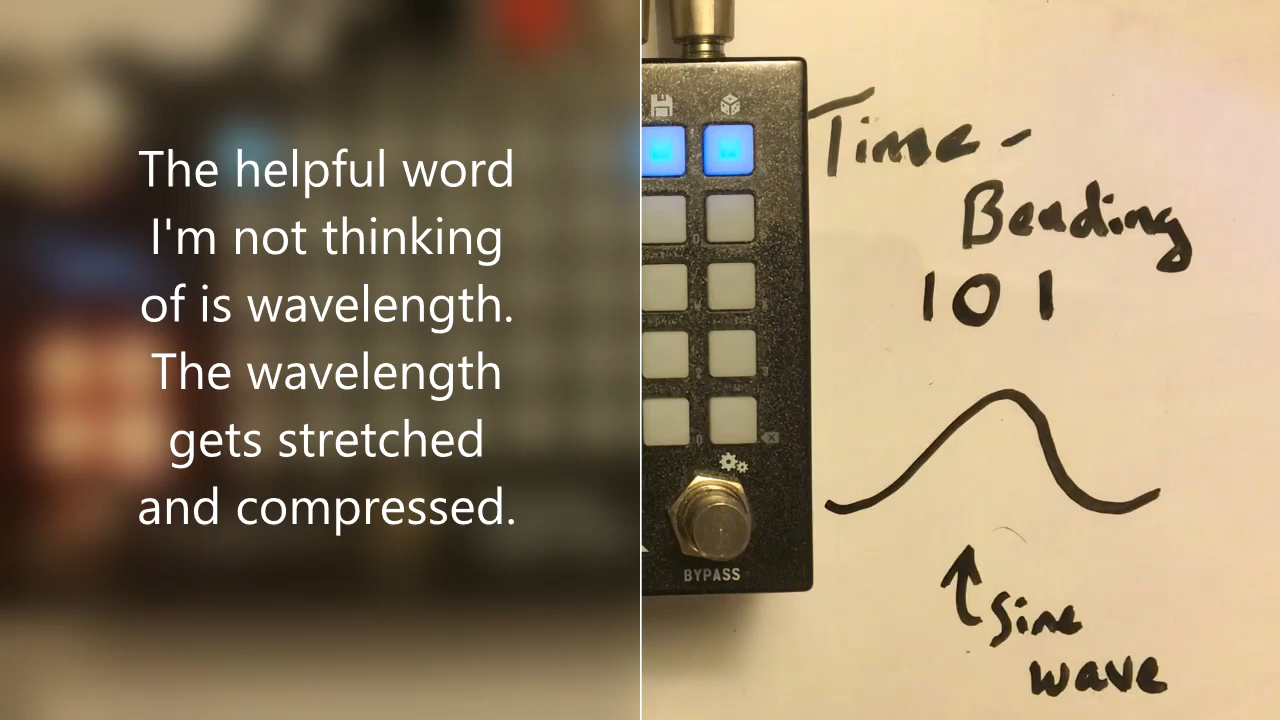 The helpful word
I'm not thinking
of is wavelength.
The wavelength
gets stretched
and compressed.
BYPASS
Time-
Bending
101
Sine
wave